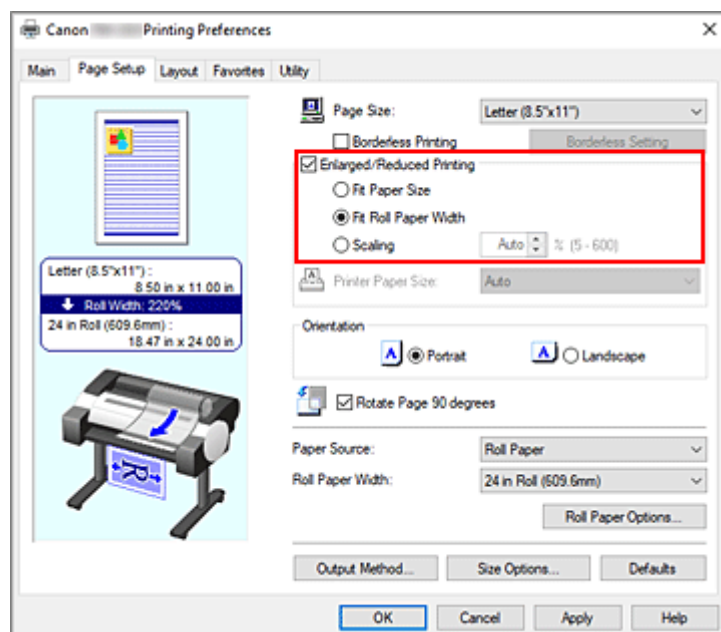 Canon Printing Preferences
Main Page Setup Layout Favorites Utility
Page Size: Letter (8.5"x11")
Borderless Printing Borderless Setting
Enlarged/Reduced Printing
Fit Paper Size
Fit Roll Paper Width
Scaling Auto % (5 - 600)
Letter (8.5"x11") :
8.50 in x 11.00 in
Roll Width: 220%
24 in Roll (609.6mm) :
18.47 in x 24.00 in
Printer Paper Size: Auto
Orientation
A Portrait A Landscape
Rotate Page 90 degrees
R
Paper Source: Roll Paper
Roll Paper Width: 24 in Roll (609.6mm)
Roll Paper Options...
Output Method... Size Options... Defaults
OK Cancel Apply Help